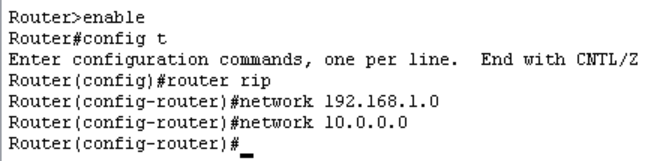 Router>enable
Router#config t
Enter configuration commands, one per line.  End with CNTL/Z
Router(config)#router rip
Router(config-router)#network 192.168.1.0
Router(config-router)#network 10.0.0.0
Router(config-router)#